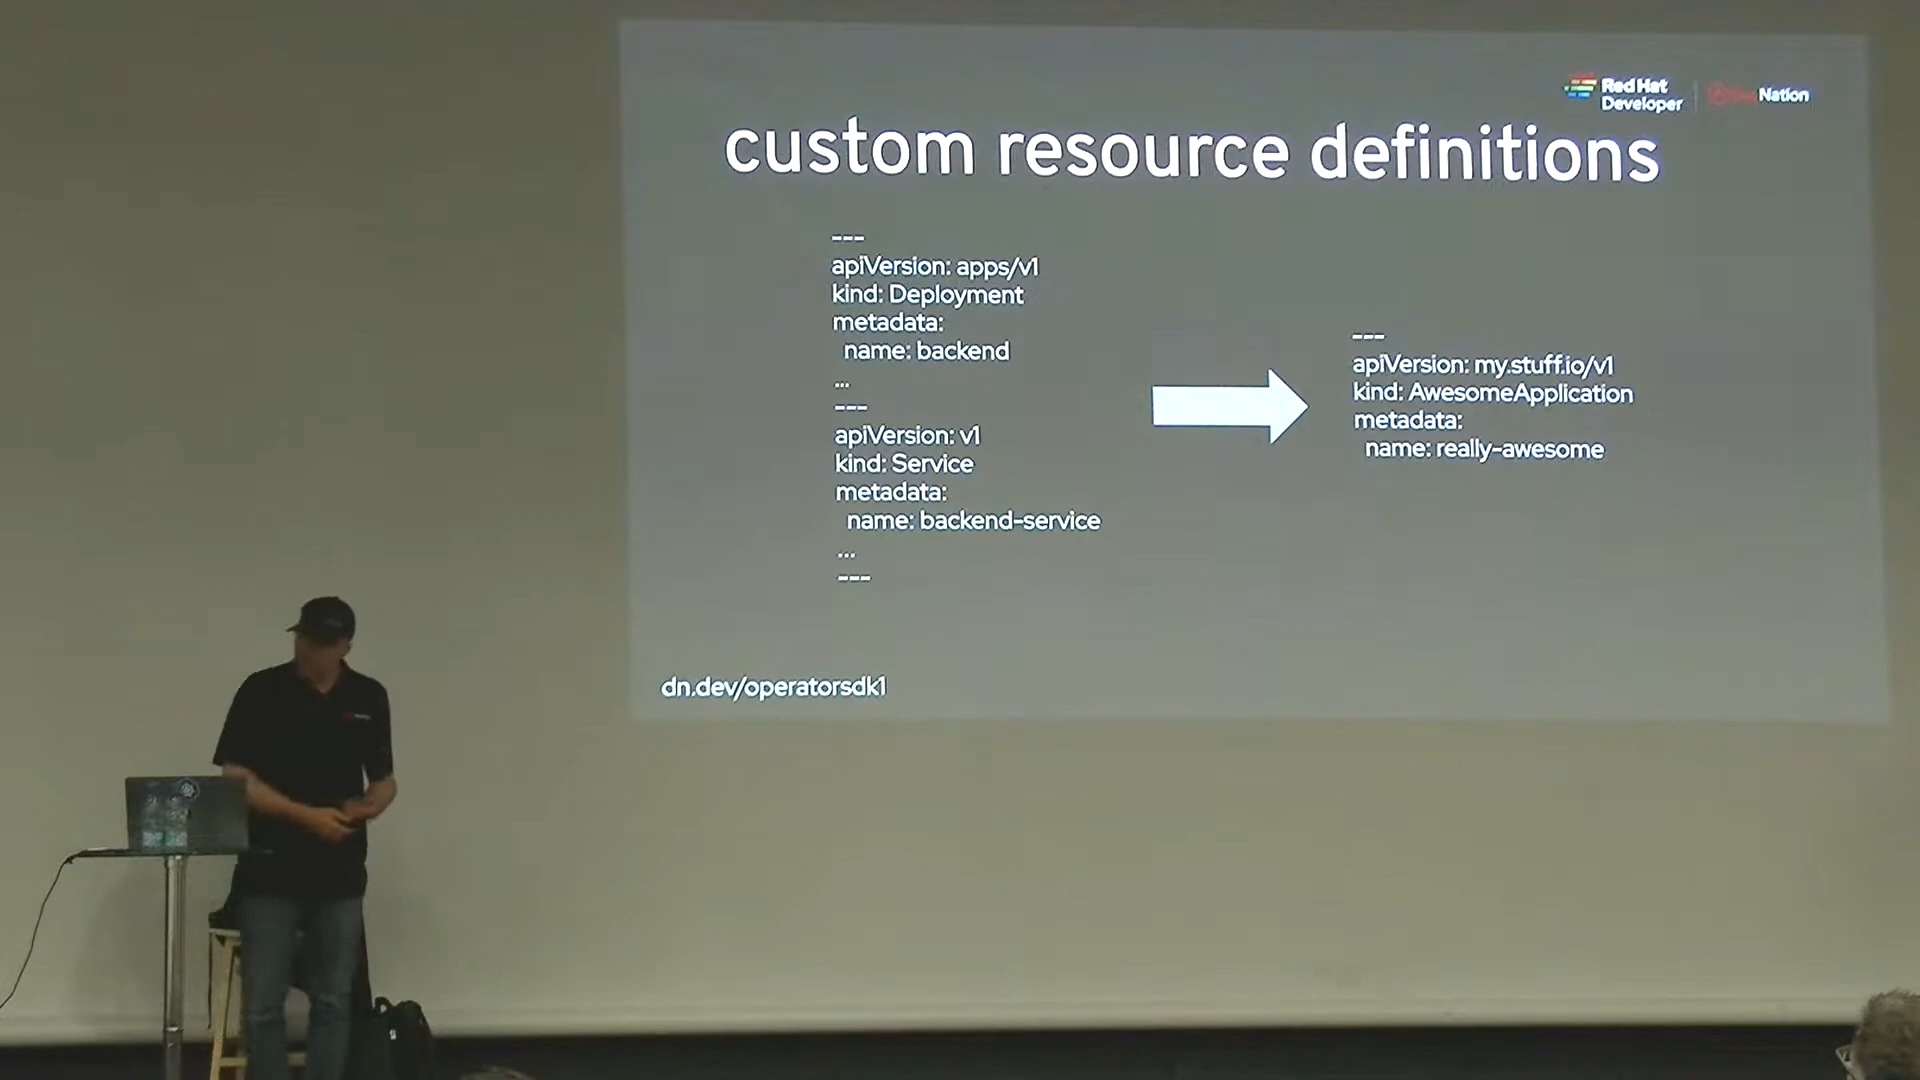 Red Hat
Developer
Nation
custom resource definitions
---
apiVersion: apps/v1
kind: Deployment
metadata:
name: backend
...
---
apiVersion: v1
kind: Service
metadata:
name: backend-service
...
---
---
apiVersion: my.stuff.io/v1
kind: AwesomeApplication
metadata:
name: really-awesome
dn.dev/operatorsdk1